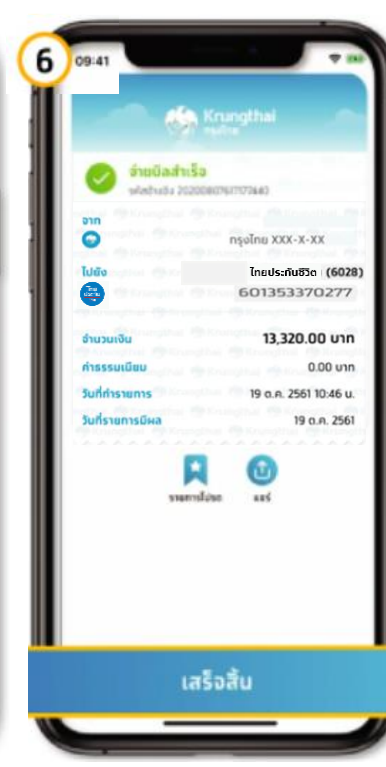 6
09:41
Krungthai
กรุงไทย
จ่ายบิลสำเร็จ
จาก
กรุงไทย XXX-X-XX
ไปยัง
ไทยประกันชีวิต (6028)
601353370277
จำนวนเงิน 13,320.00 บาท
ค่าธรรมเนียม 0.00 บาท
วันที่ทำรายการ 19 ต.ค. 2561 10:46 น.
วันที่รายการมีผล 19 ต.ค. 2561
รายการโปรด แชร์
เสร็จสิ้น